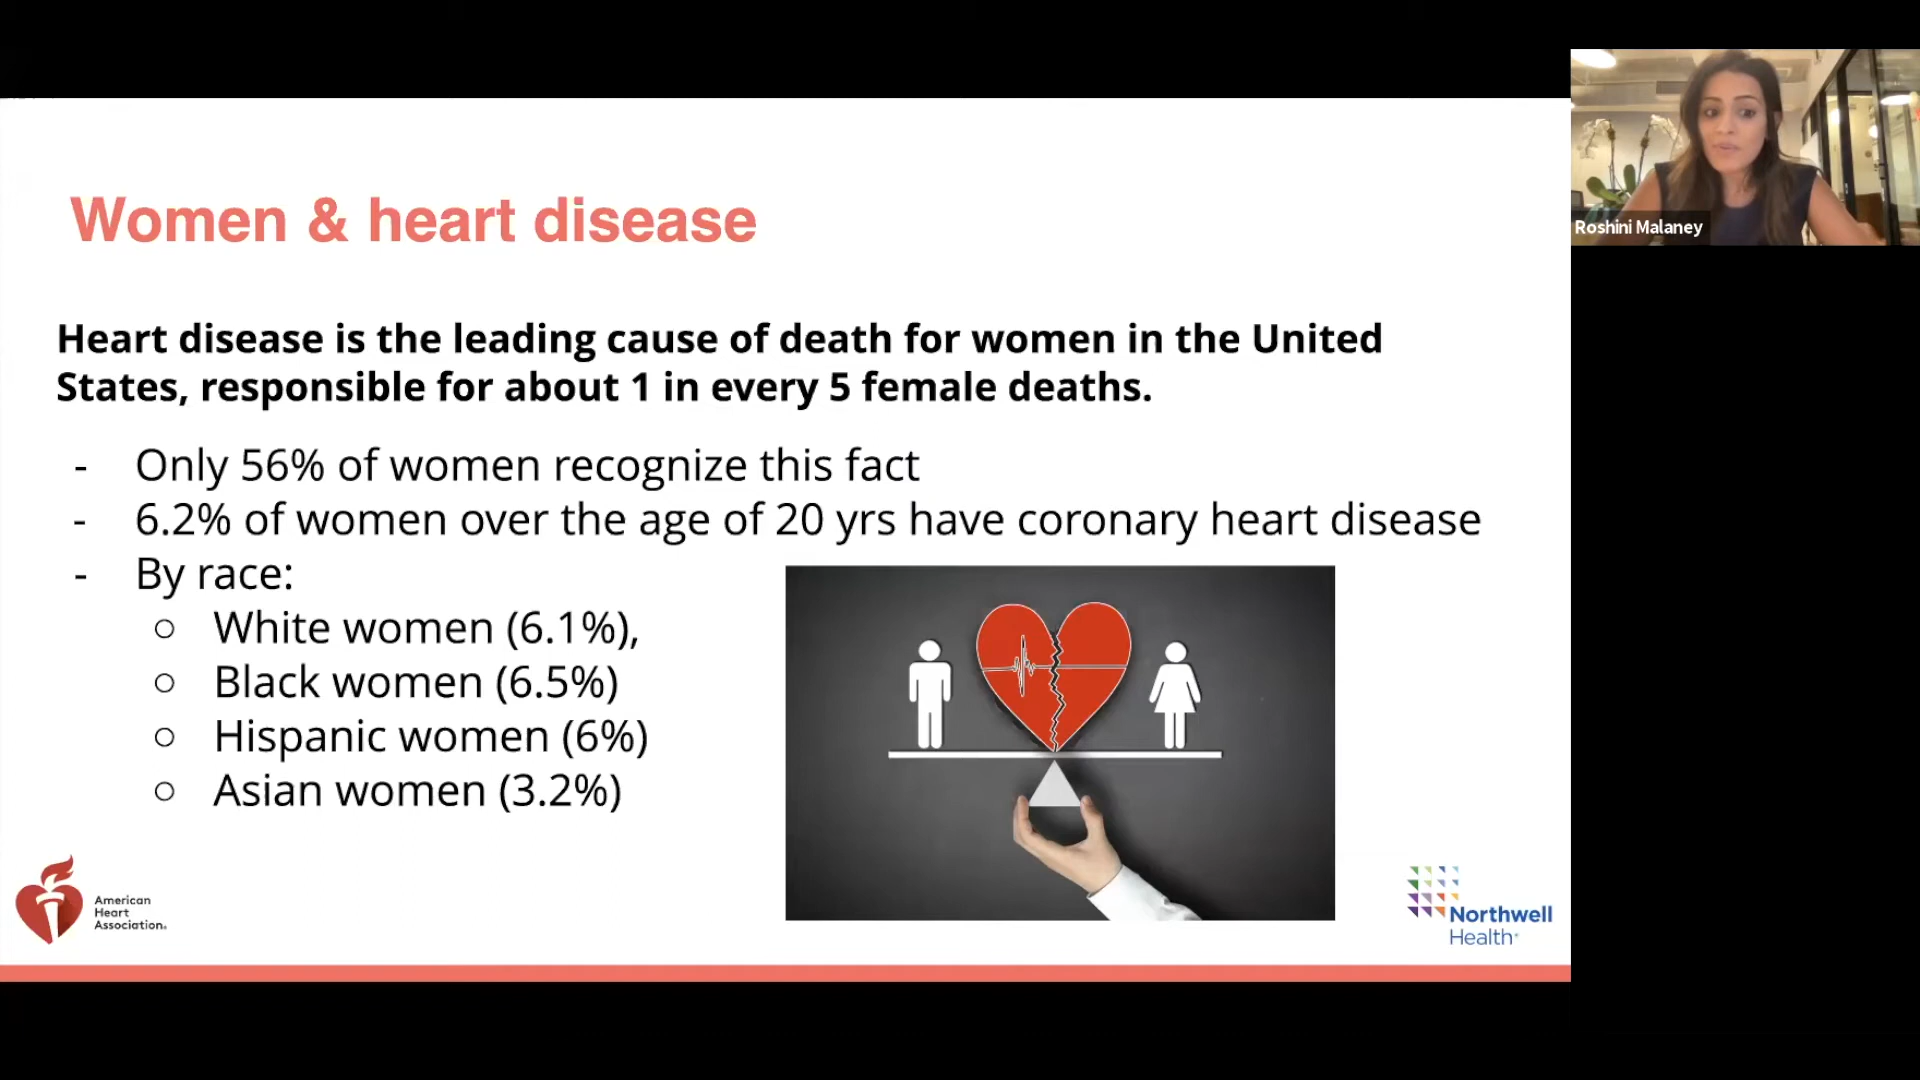 Women & heart disease
Heart disease is the leading cause of death for women in the United
States, responsible for about 1 in every 5 female deaths.
- Only 56% of women recognize this fact
- 6.2% of women over the age of 20 yrs have coronary heart disease
- By race:
○ White women (6.1%),
○ Black women (6.5%)
○ Hispanic women (6%)
○ Asian women (3.2%)
American
Heart
Association®
Northwell
Health®
Roshini Malaney